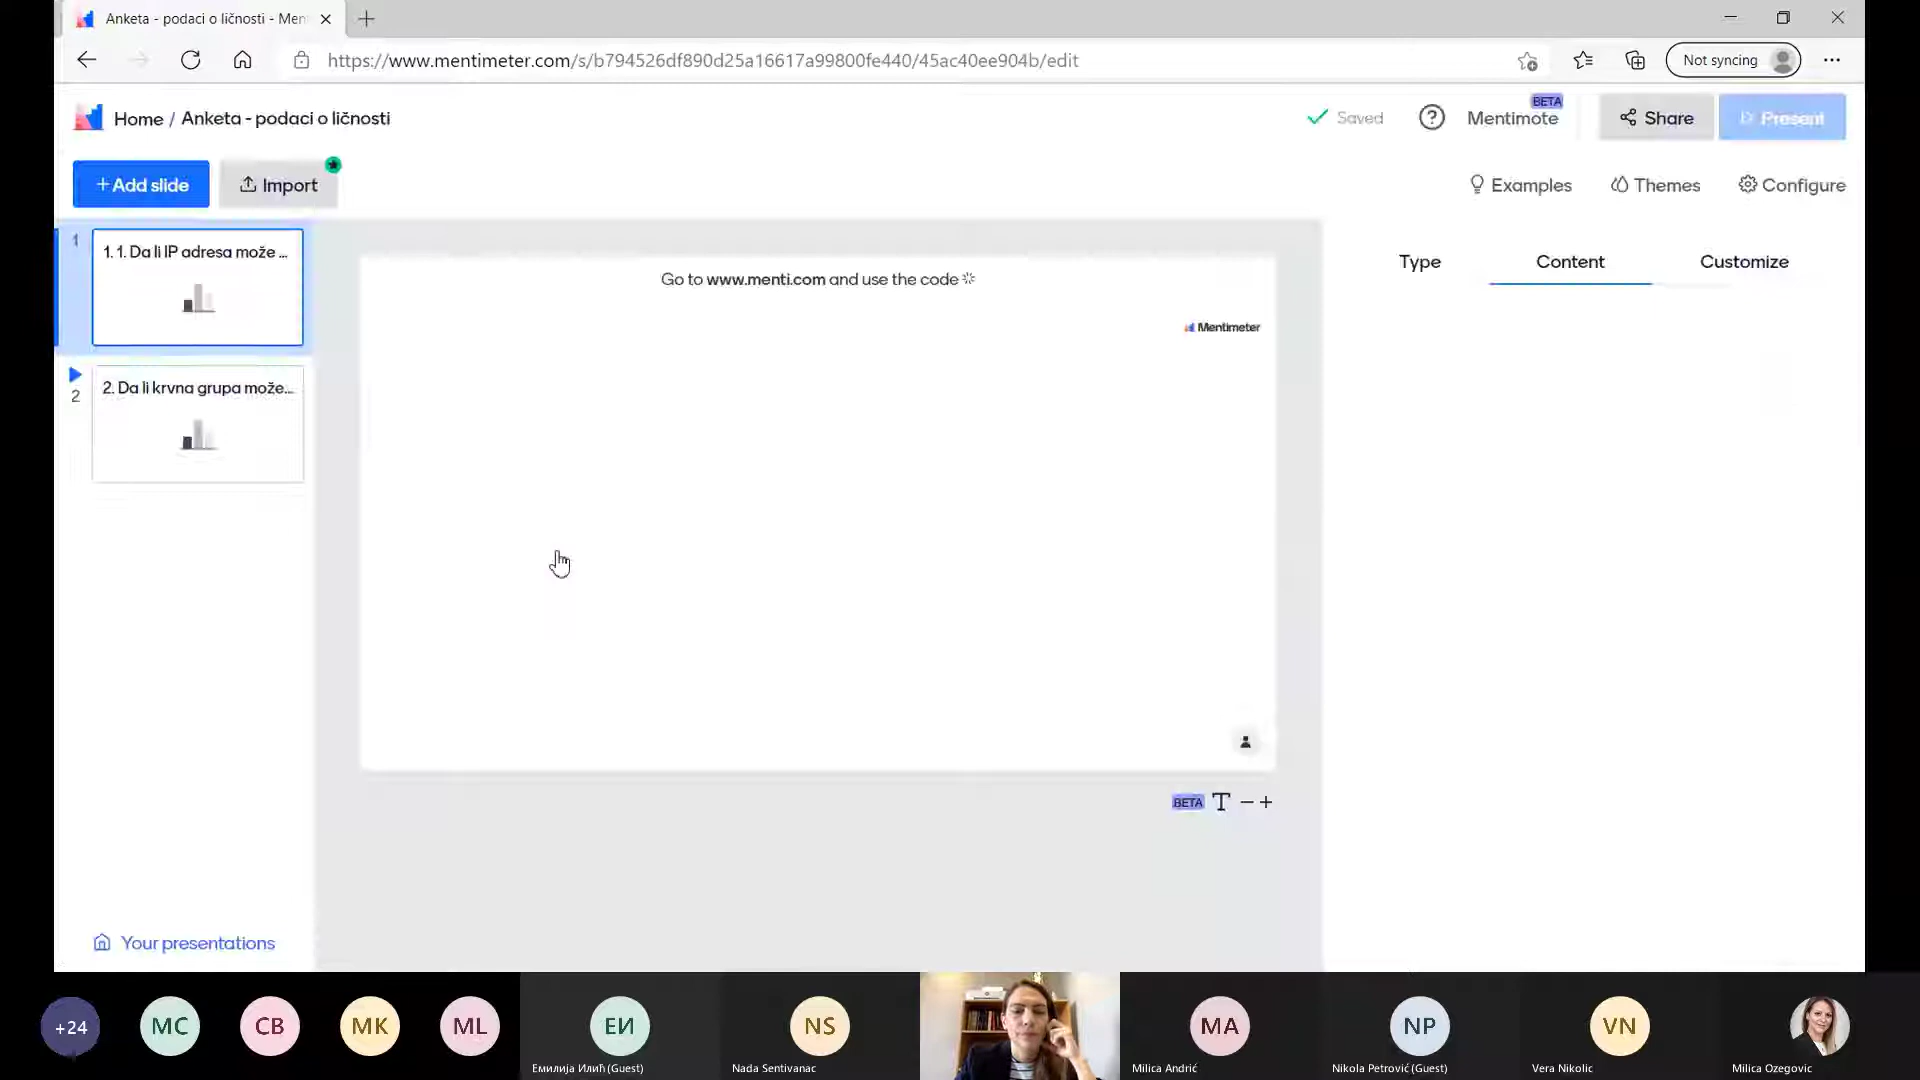 Anketa - podaci o ličnosti - Men
https://www.mentimeter.com/s/b794526df890d25a16617a99800fe440/45ac40ee904b/edit
Not syncing
Home / Anketa - podaci o ličnosti
Saved
Mentimote
BETA
Share
Present
+ Add slide
Import
Examples
Themes
Configure
1
1. 1. Da li IP adresa može ...
2
2. Da li krvna grupa može...
Go to www.menti.com and use the code
Mentimeter
Type
Content
Customize
BETA
T
Your presentations
+24
MC
CB
MK
ML
ЕИ
Емилија Илић (Guest)
NS
Nada Sentivanac
MA
Milica Andrić
NP
Nikola Petrović (Guest)
VN
Vera Nikolic
Milica Ozegovic